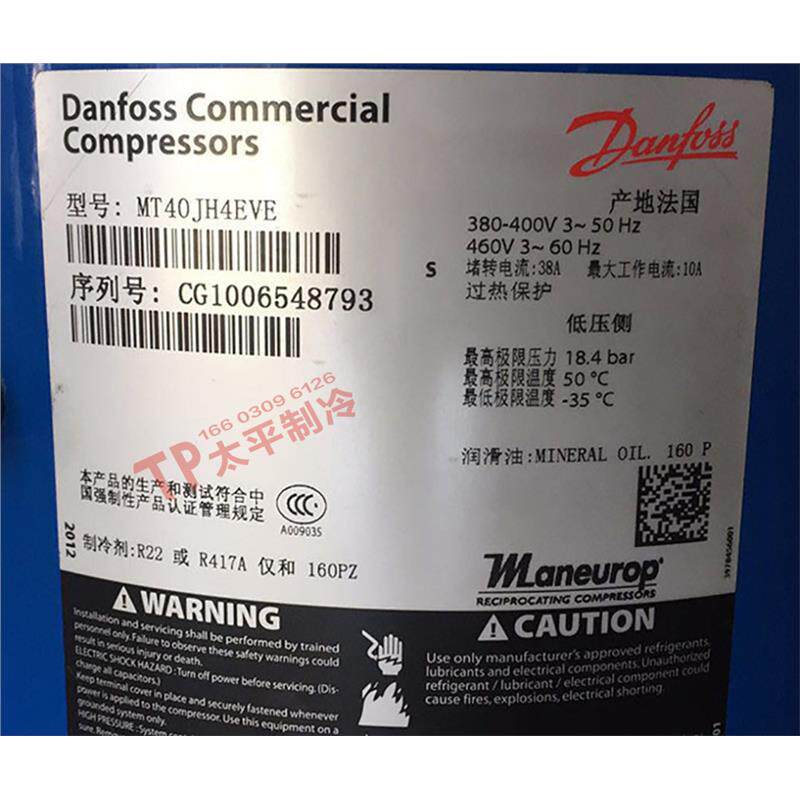 Danfoss Commercial
Compressors
Danfoss
型号: MT40JH4EVE
序列号: CG1006548793
产地法国
380-400V 3~ 50 Hz
460V 3~ 60 Hz
S 堵转电流:38A 最大工作电流:10A
过热保护
低压侧
最高极限压力 18.4 bar
最高极限温度 50 °C
最低极限温度 -35 °C
润滑油:MINERAL OIL. 160 P
166 0309 6126
TP太平制冷
本产品的生产和测试符合中
国强制性产品认证管理规定
CCC
A00903S
2012
制冷剂:R22 或 R417A 仅和 160PZ
3978456001
Maneurop®
RECIPROCATING COMPRESSORS
WARNING
Installation and servicing shall be performed by trained
personnel only. Failure to observe these safety warnings could
result in serious injury or death.
ELECTRIC SHOCK HAZARD : Turn off power before servicing. (Dis-
charge all capacitors.)
Keep terminal cover in place and securely fastened whenever
power is applied to the compressor. Use this equipment on a
grounded system only.
HIGH PRESSURE : System
sure. Remove
CAUTION
Use only manufacturer's approved refrigerants,
lubricants and electrical components. Unauthorized
refrigerant / lubricant / electrical component could
cause fires, explosions, electrical shorting.